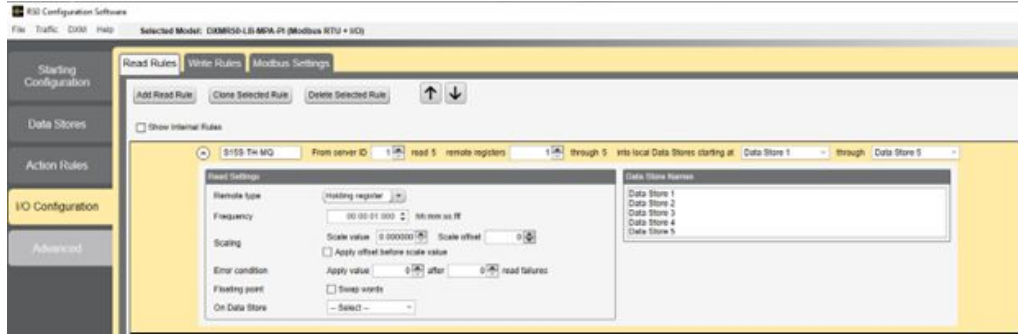 R50 Configuration Software
File Traffic DXM Help Selected Model: DXMR50-LB-MPA-PI (Modbus RTU + I/O)
Starting Configuration
Data Stores
Action Rules
I/O Configuration
Advanced
Read Rules Write Rules Modbus Settings
Add Read Rule Clone Selected Rule Delete Selected Rule
Show Internal Rules
S15S-TH-MQ From server ID 1 read 5 remote registers 1 through 5 into local Data Stores starting at Data Store 1 through Data Store 5
Read Settings
Remote type Holding register
Frequency 00:00:01.000 hh:mm:ss.fff
Scaling Scale value 0.000000 Scale offset 0
Apply offset before scale value
Error condition Apply value 0 after 0 read failures
Floating point Swap words
On Data Store -- Select --
Data Store Names
Data Store 1
Data Store 2
Data Store 3
Data Store 4
Data Store 5